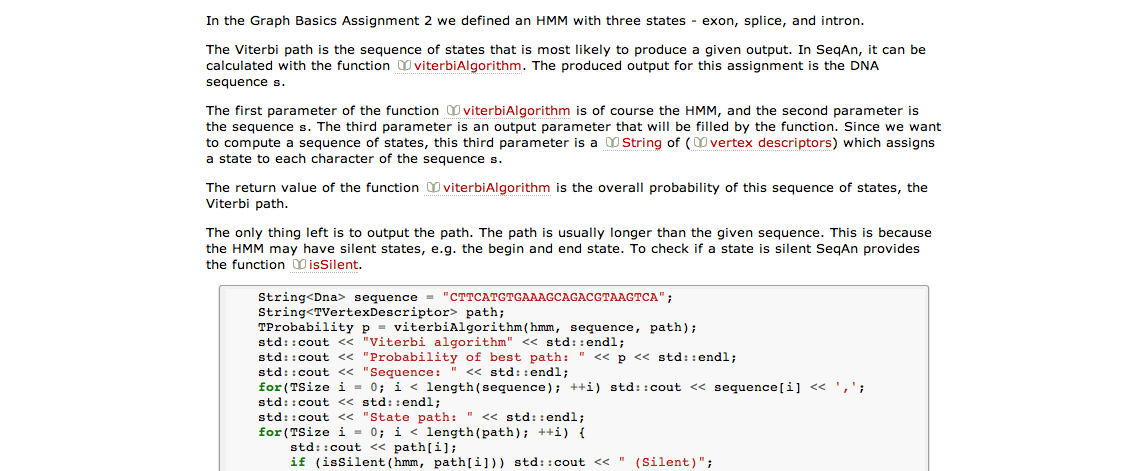 In the Graph Basics Assignment 2 we defined an HMM with three states - exon, splice, and intron.
The Viterbi path is the sequence of states that is most likely to produce a given output. In SeqAn, it can be
calculated with the function viterbiAlgorithm. The produced output for this assignment is the DNA
sequence s.
The first parameter of the function viterbiAlgorithm is of course the HMM, and the second parameter is
the sequence s. The third parameter is an output parameter that will be filled by the function. Since we want
to compute a sequence of states, this third parameter is a String of (vertex descriptors) which assigns
a state to each character of the sequence s.
The return value of the function viterbiAlgorithm is the overall probability of this sequence of states, the
Viterbi path.
The only thing left is to output the path. The path is usually longer than the given sequence. This is because
the HMM may have silent states, e.g. the begin and end state. To check if a state is silent SeqAn provides
the function isSilent.
String<Dna> sequence = "CTTCATGTGAAAGCAGACGTAAGTCA";
String<TVertexDescriptor> path;
TProbability p = viterbiAlgorithm(hmm, sequence, path);
std::cout << "Viterbi algorithm" << std::endl;
std::cout << "Probability of best path: " << p << std::endl;
std::cout << "Sequence: " << std::endl;
for(TSize i = 0; i < length(sequence); ++i) std::cout << sequence[i] << ',';
std::cout << std::endl;
std::cout << "State path: " << std::endl;
for(TSize i = 0; i < length(path); ++i) {
    std::cout << path[i];
    if (isSilent(hmm, path[i])) std::cout << " (Silent)";